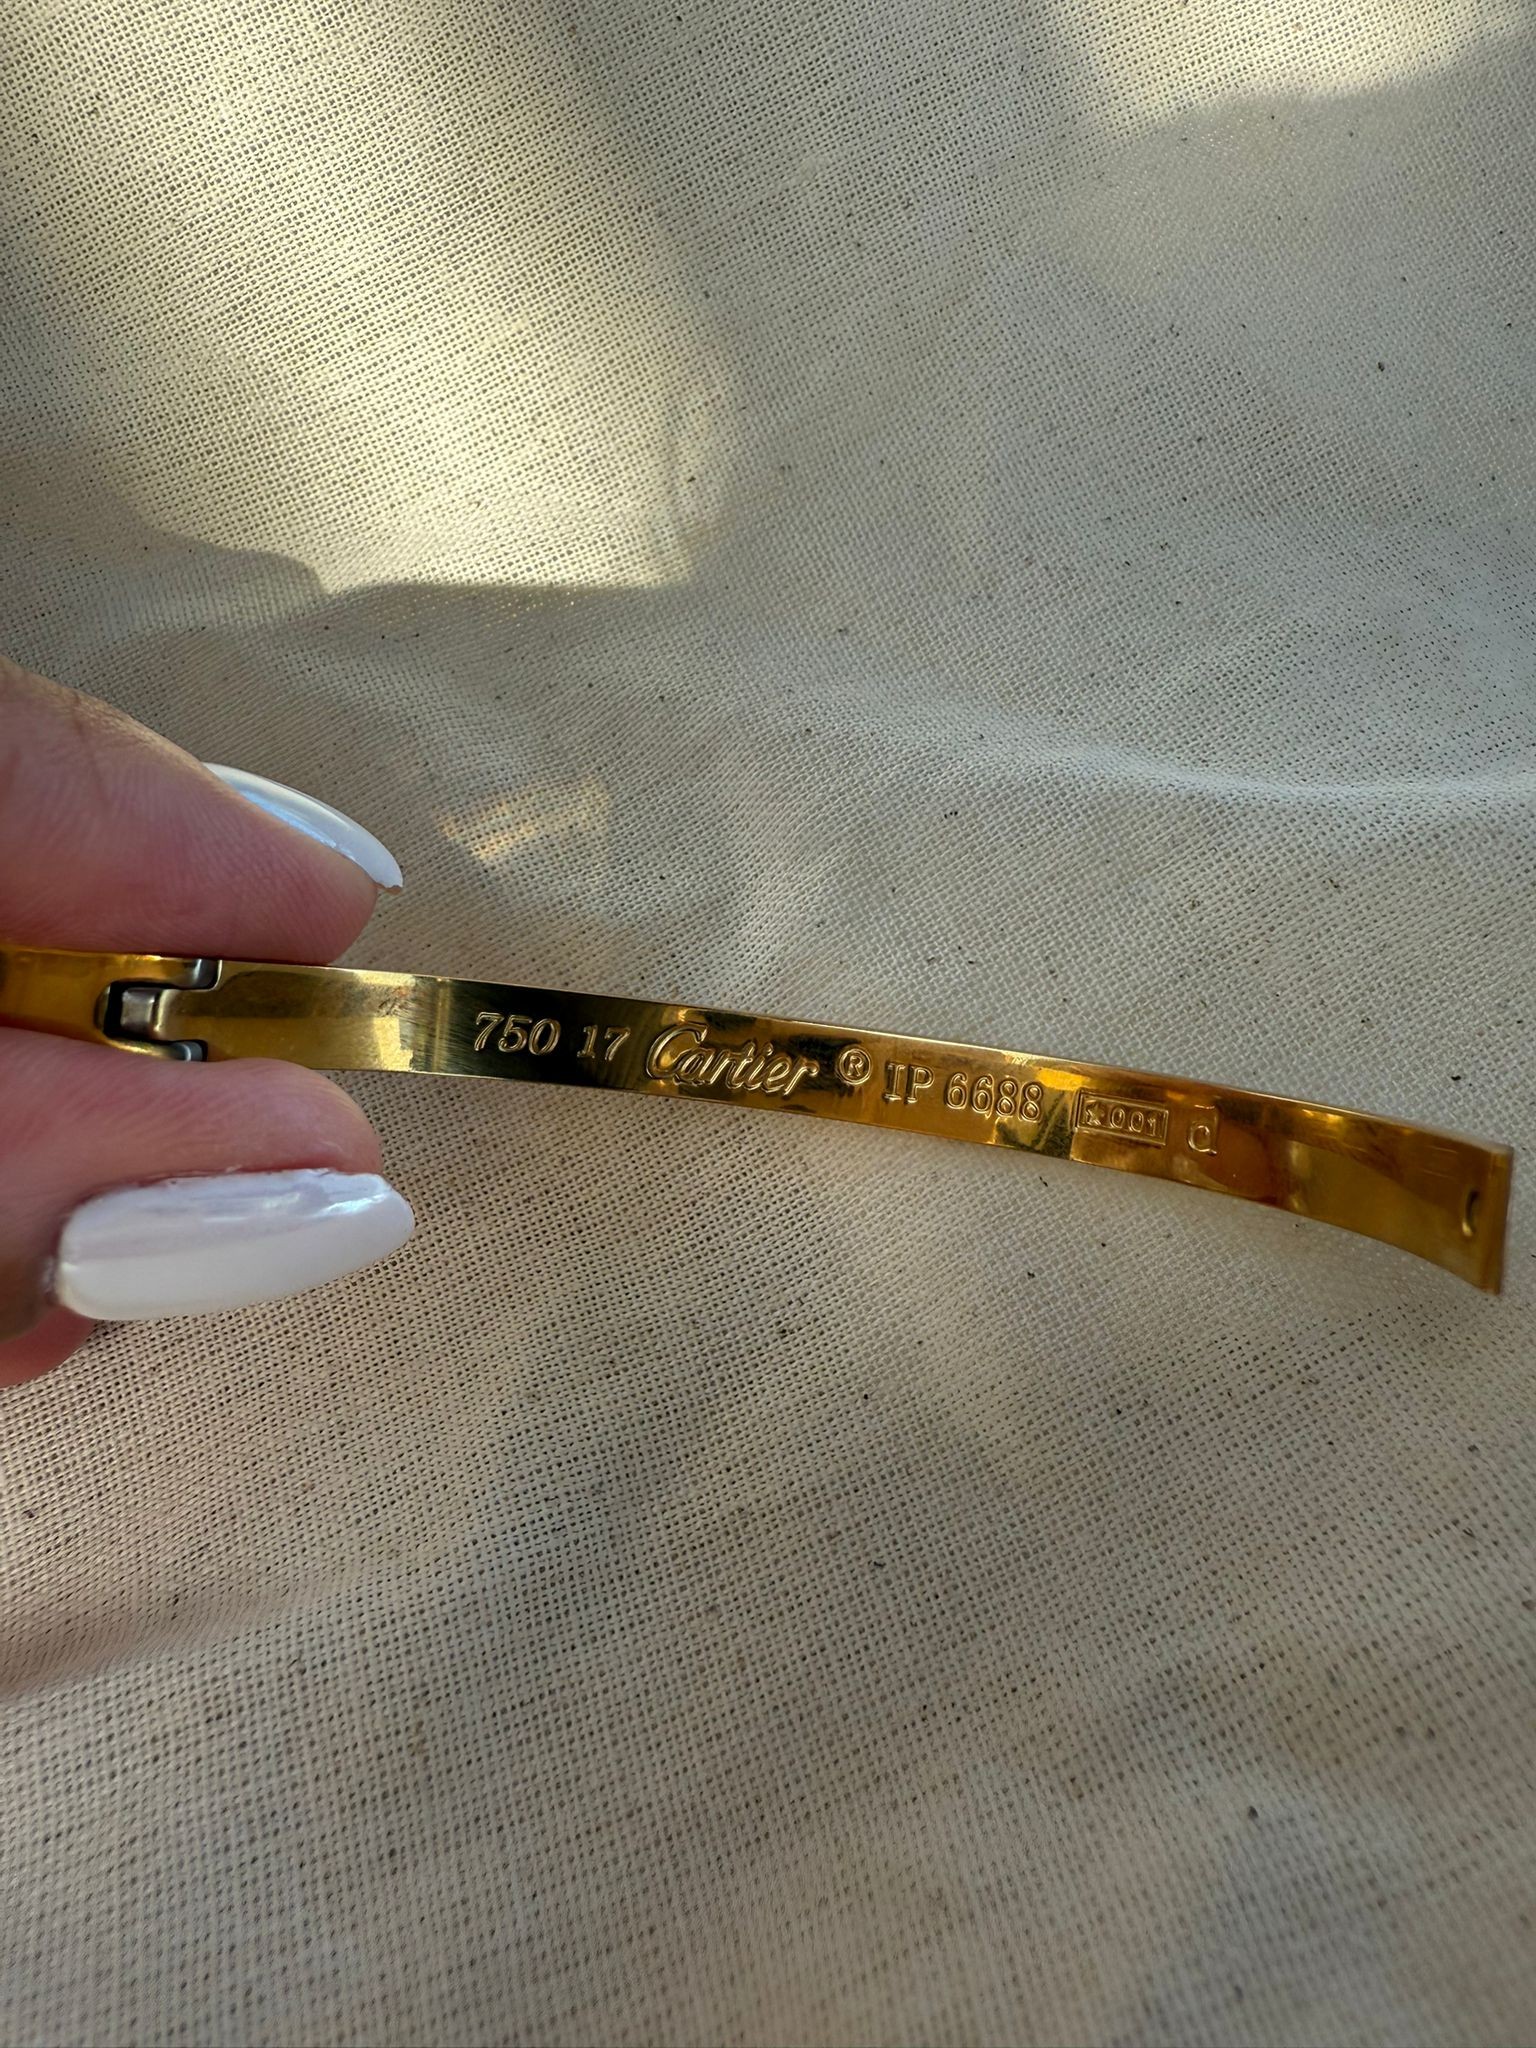 750 17 Cartier ® IP 6688 ★001 d